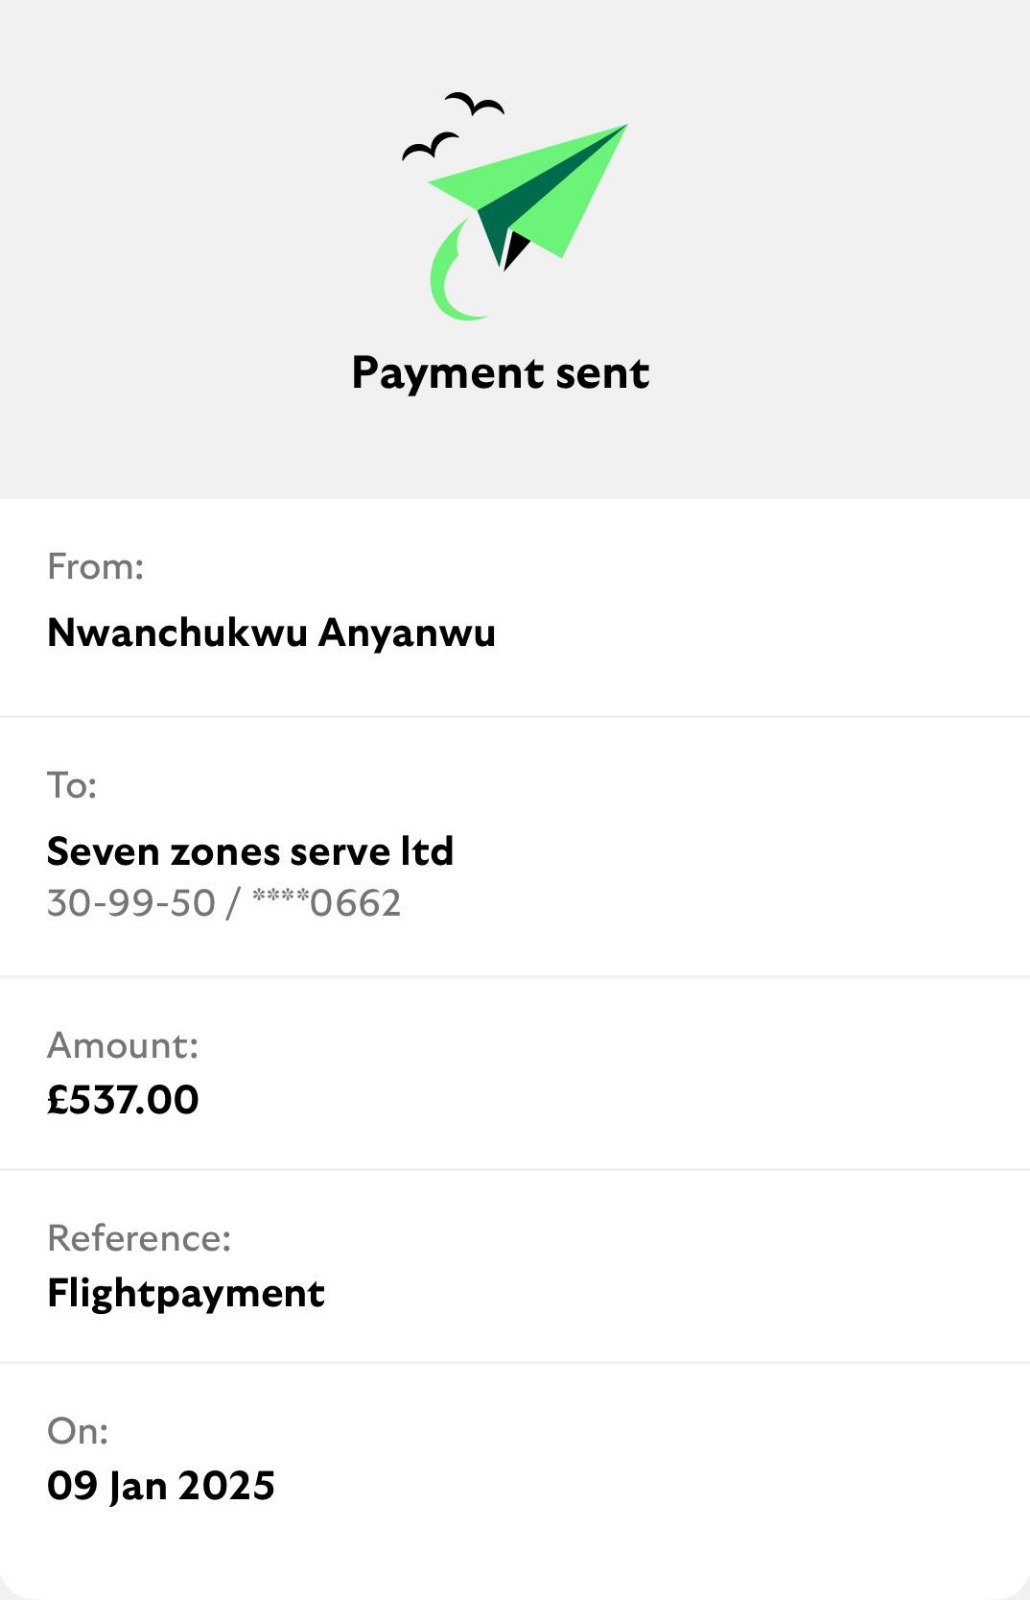 Payment sent
From:
Nwanchukwu Anyanwu
To:
Seven zones serve ltd
30-99-50 / ****0662
Amount:
£537.00
Reference:
Flightpayment
On:
09 Jan 2025